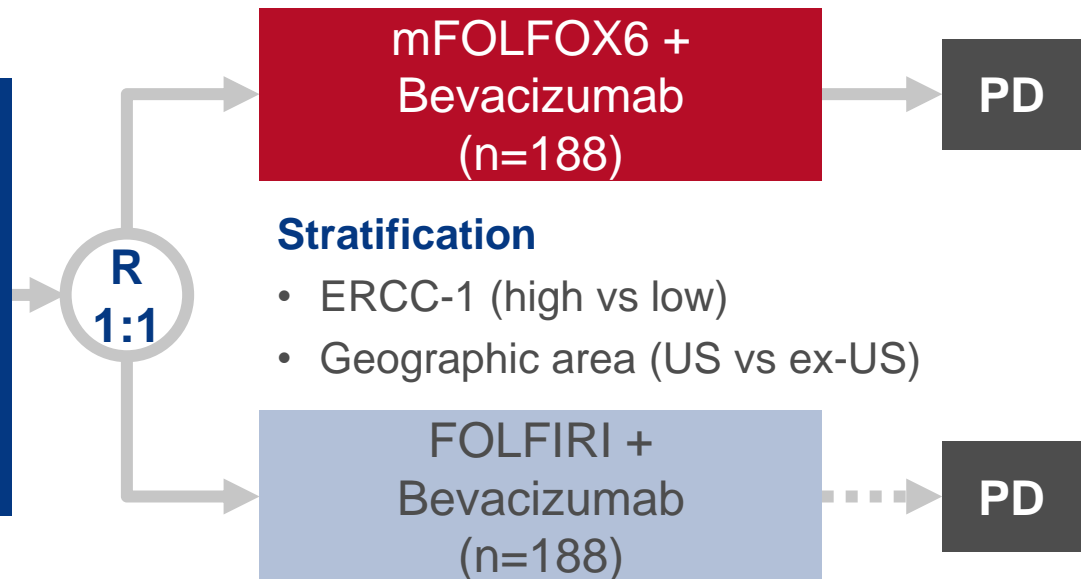 mFOLFOX6 +
Bevacizumab
(n=188)
PD
R
1:1
Stratification
• ERCC-1 (high vs low)
• Geographic area (US vs ex-US)
FOLFIRI +
Bevacizumab
(n=188)
PD